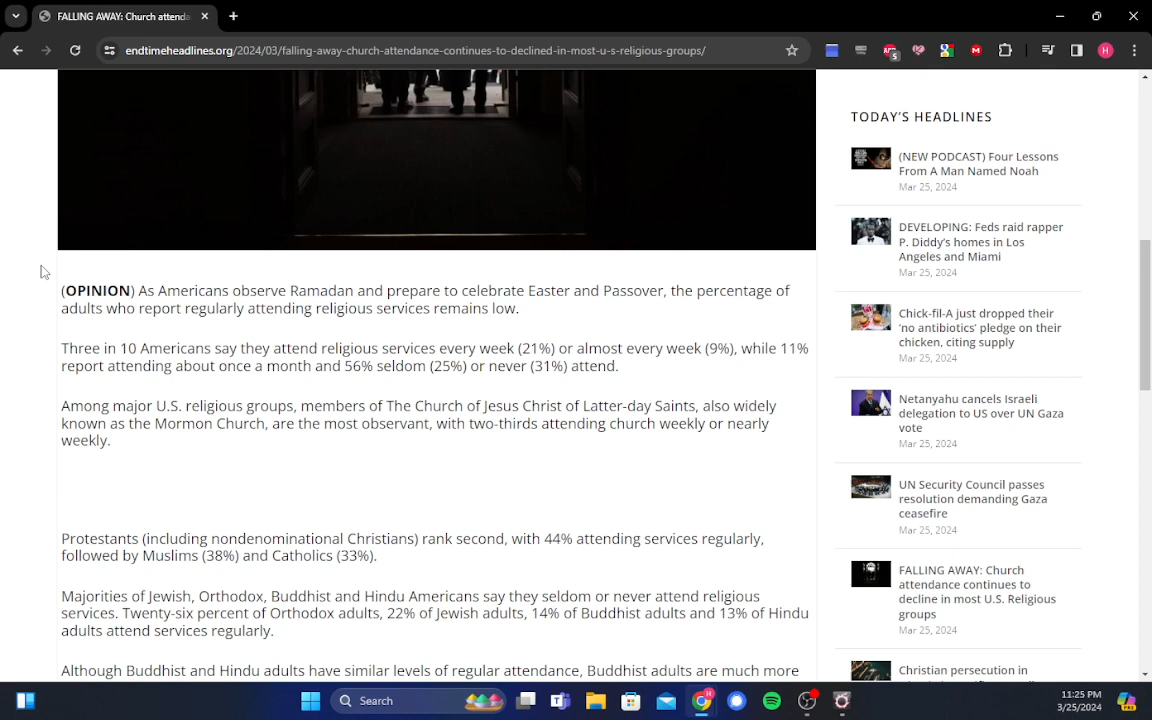 FALLING AWAY: Church attenda
endtimeheadlines.org/2024/03/falling-away-church-attendance-continues-to-declined-in-most-u-s-religious-groups/
5
M
H
(OPINION) As Americans observe Ramadan and prepare to celebrate Easter and Passover, the percentage of
adults who report regularly attending religious services remains low.
Three in 10 Americans say they attend religious services every week (21%) or almost every week (9%), while 11%
report attending about once a month and 56% seldom (25%) or never (31%) attend.
Among major U.S. religious groups, members of The Church of Jesus Christ of Latter-day Saints, also widely
known as the Mormon Church, are the most observant, with two-thirds attending church weekly or nearly
weekly.
Protestants (including nondenominational Christians) rank second, with 44% attending services regularly,
followed by Muslims (38%) and Catholics (33%).
Majorities of Jewish, Orthodox, Buddhist and Hindu Americans say they seldom or never attend religious
services. Twenty-six percent of Orthodox adults, 22% of Jewish adults, 14% of Buddhist adults and 13% of Hindu
adults attend services regularly.
Although Buddhist and Hindu adults have similar levels of regular attendance, Buddhist adults are much more
TODAY'S HEADLINES
(NEW PODCAST) Four Lessons
From A Man Named Noah
Mar 25, 2024
DEVELOPING: Feds raid rapper
P. Diddy's homes in Los
Angeles and Miami
Mar 25, 2024
Chick-fil-A just dropped their
'no antibiotics' pledge on their
chicken, citing supply
Mar 25, 2024
Netanyahu cancels Israeli
delegation to US over UN Gaza
vote
Mar 25, 2024
UN Security Council passes
resolution demanding Gaza
ceasefire
Mar 25, 2024
FALLING AWAY: Church
attendance continues to
decline in most U.S. Religious
groups
Mar 25, 2024
Christian persecution in
Search
11:25 PM
3/25/2024